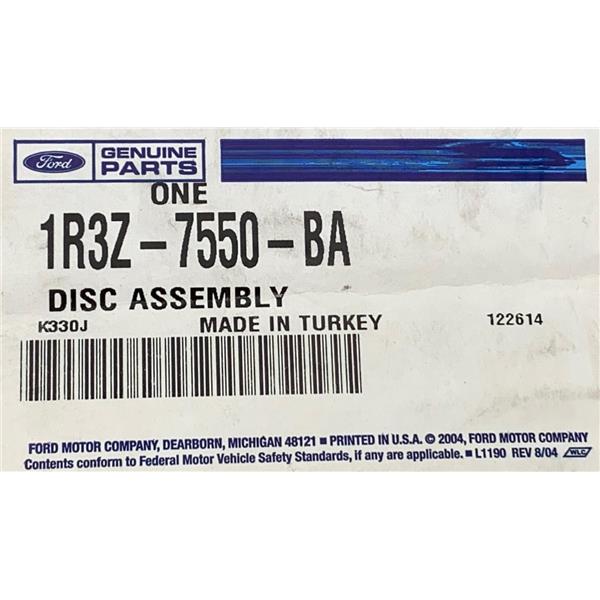 Ford GENUINE PARTS
ONE
1R3Z-7550-BA
DISC ASSEMBLY
K330J MADE IN TURKEY 122614
FORD MOTOR COMPANY, DEARBORN, MICHIGAN 48121 ■ PRINTED IN U.S.A. © 2004, FORD MOTOR COMPANY
Contents conform to Federal Motor Vehicle Safety Standards, if any are applicable. ■ L1190 REV 8/04 WLC